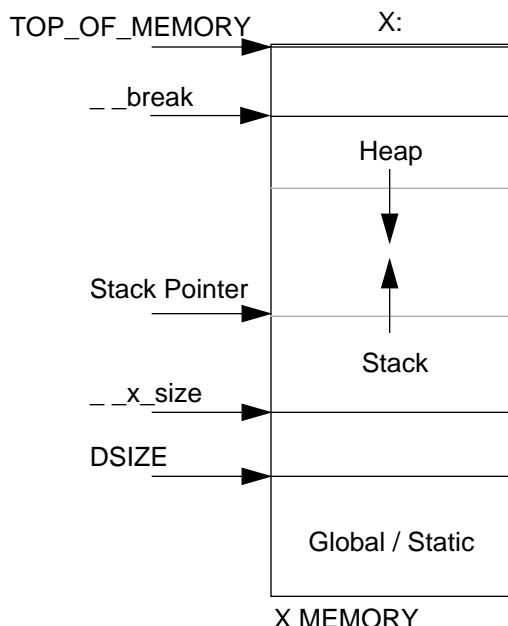 TOP_OF_MEMORY
X:
_ _break
Heap
Stack Pointer
Stack
_ _x_size
DSIZE
Global / Static
X MEMORY